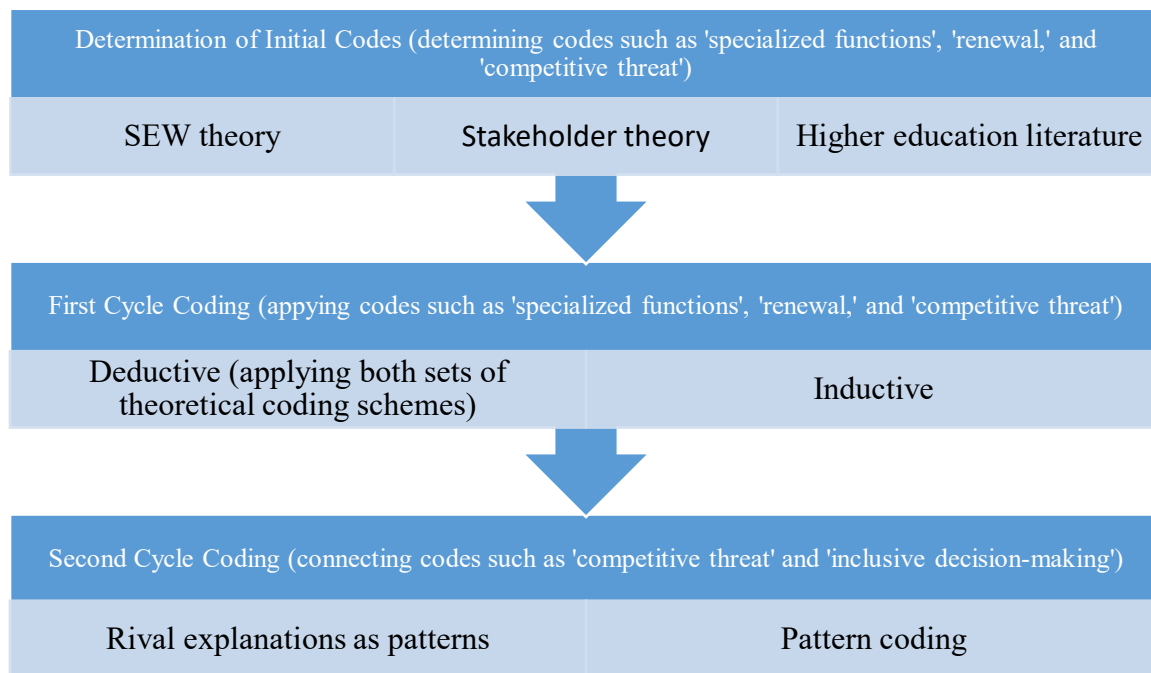 Determination of Initial Codes (determining codes such as 'specialized functions', 'renewal,' and
'competitive threat')
SEW theory
Stakeholder theory
Higher education literature
First Cycle Coding (appying codes such as 'specialized functions', 'renewal,' and 'competitive threat')
Deductive (applying both sets of
theoretical coding schemes)
Inductive
Second Cycle Coding (connecting codes such as 'competitive threat' and 'inclusive decision-making')
Rival explanations as patterns
Pattern coding